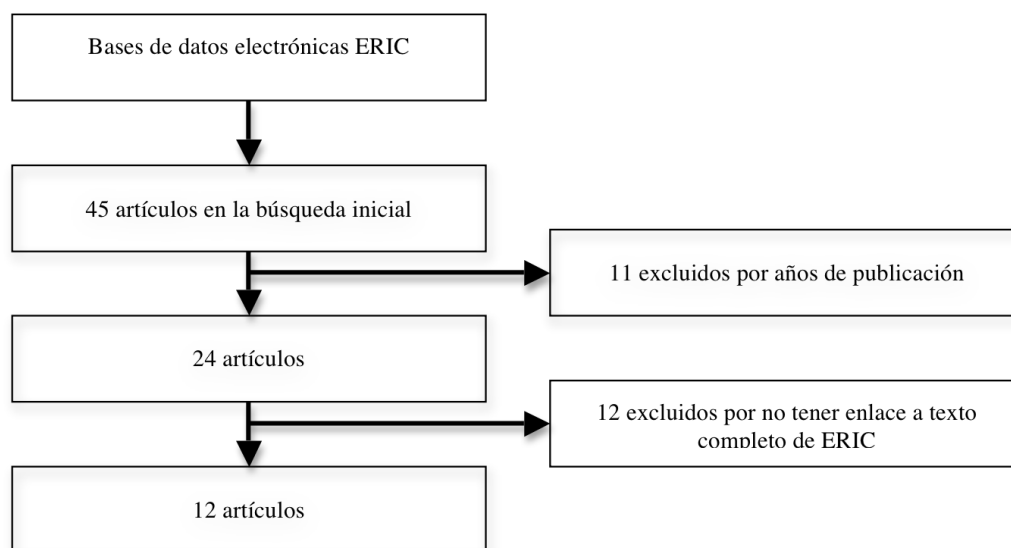 Bases de datos electrónicas ERIC
45 artículos en la búsqueda inicial
11 excluidos por años de publicación
24 artículos
12 excluidos por no tener enlace a texto
completo de ERIC
12 artículos